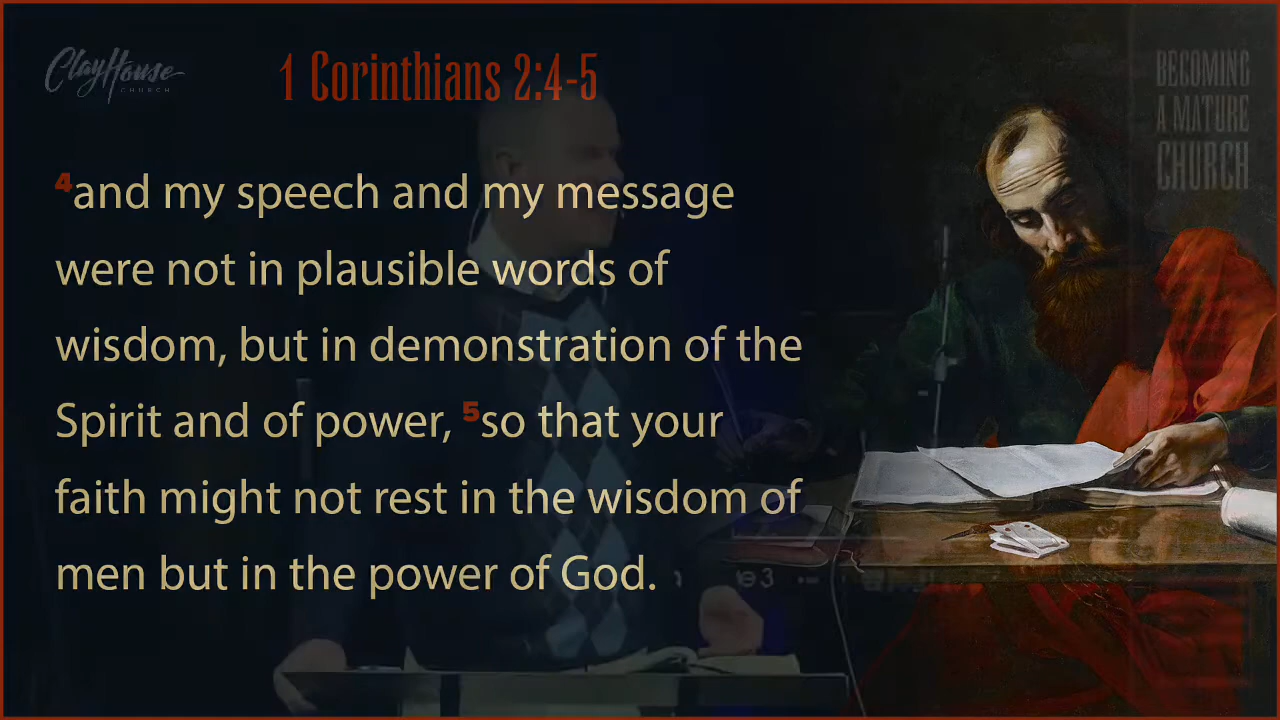 ClayHouse
CHURCH
1 Corinthians 2:4-5
BECOMING
A MATURE
CHURCH
4and my speech and my message
were not in plausible words of
wisdom, but in demonstration of the
Spirit and of power, 5so that your
faith might not rest in the wisdom of
men but in the power of God.